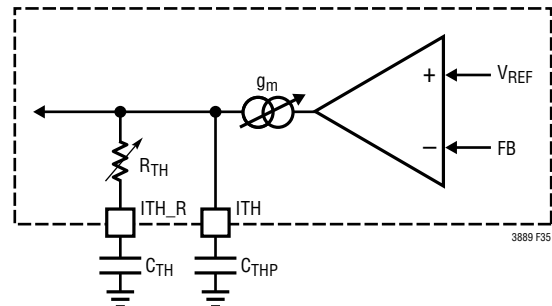 gm
+
VREF
−
FB
RTH
ITH_R
ITH
3889 F35
CTH
CTHP